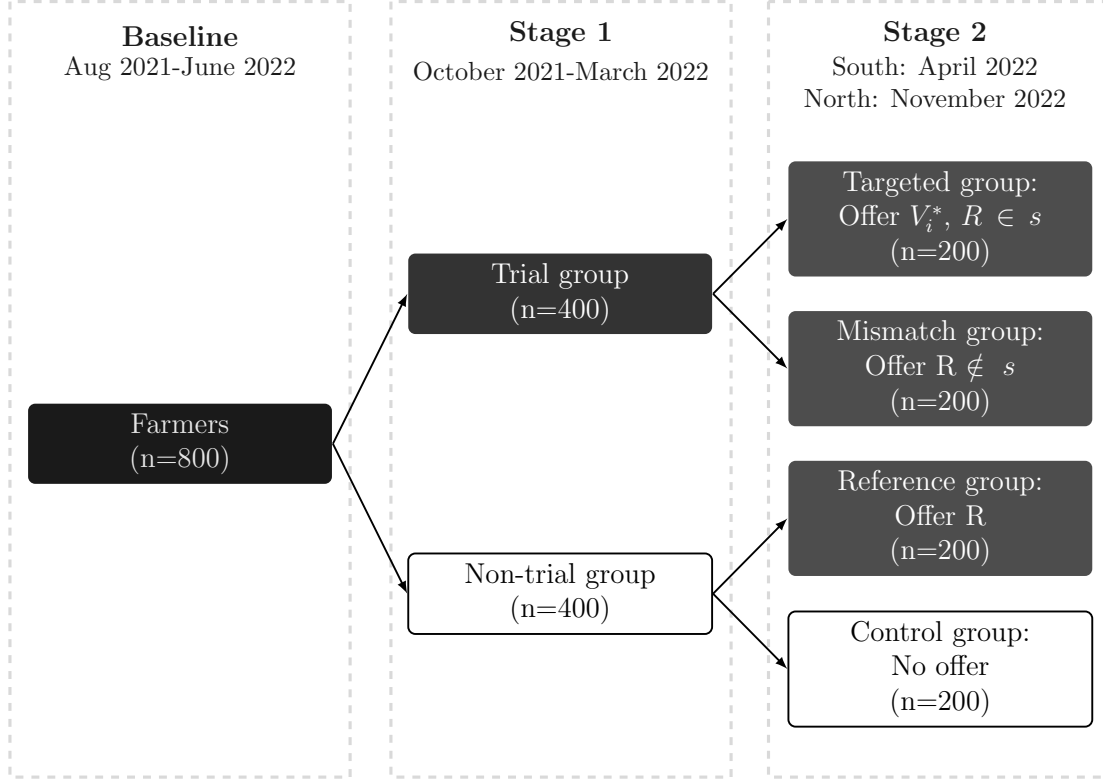 Baseline
Aug 2021-June 2022
Farmers
(n=800)
Stage 1
October 2021-March 2022
Trial group
(n=400)
Non-trial group
(n=400)
Stage 2
South: April 2022
North: November 2022
Targeted group:
Offer V_i^*, R ∈ s
(n=200)
Mismatch group:
Offer R ∉ s
(n=200)
Reference group:
Offer R
(n=200)
Control group:
No offer
(n=200)